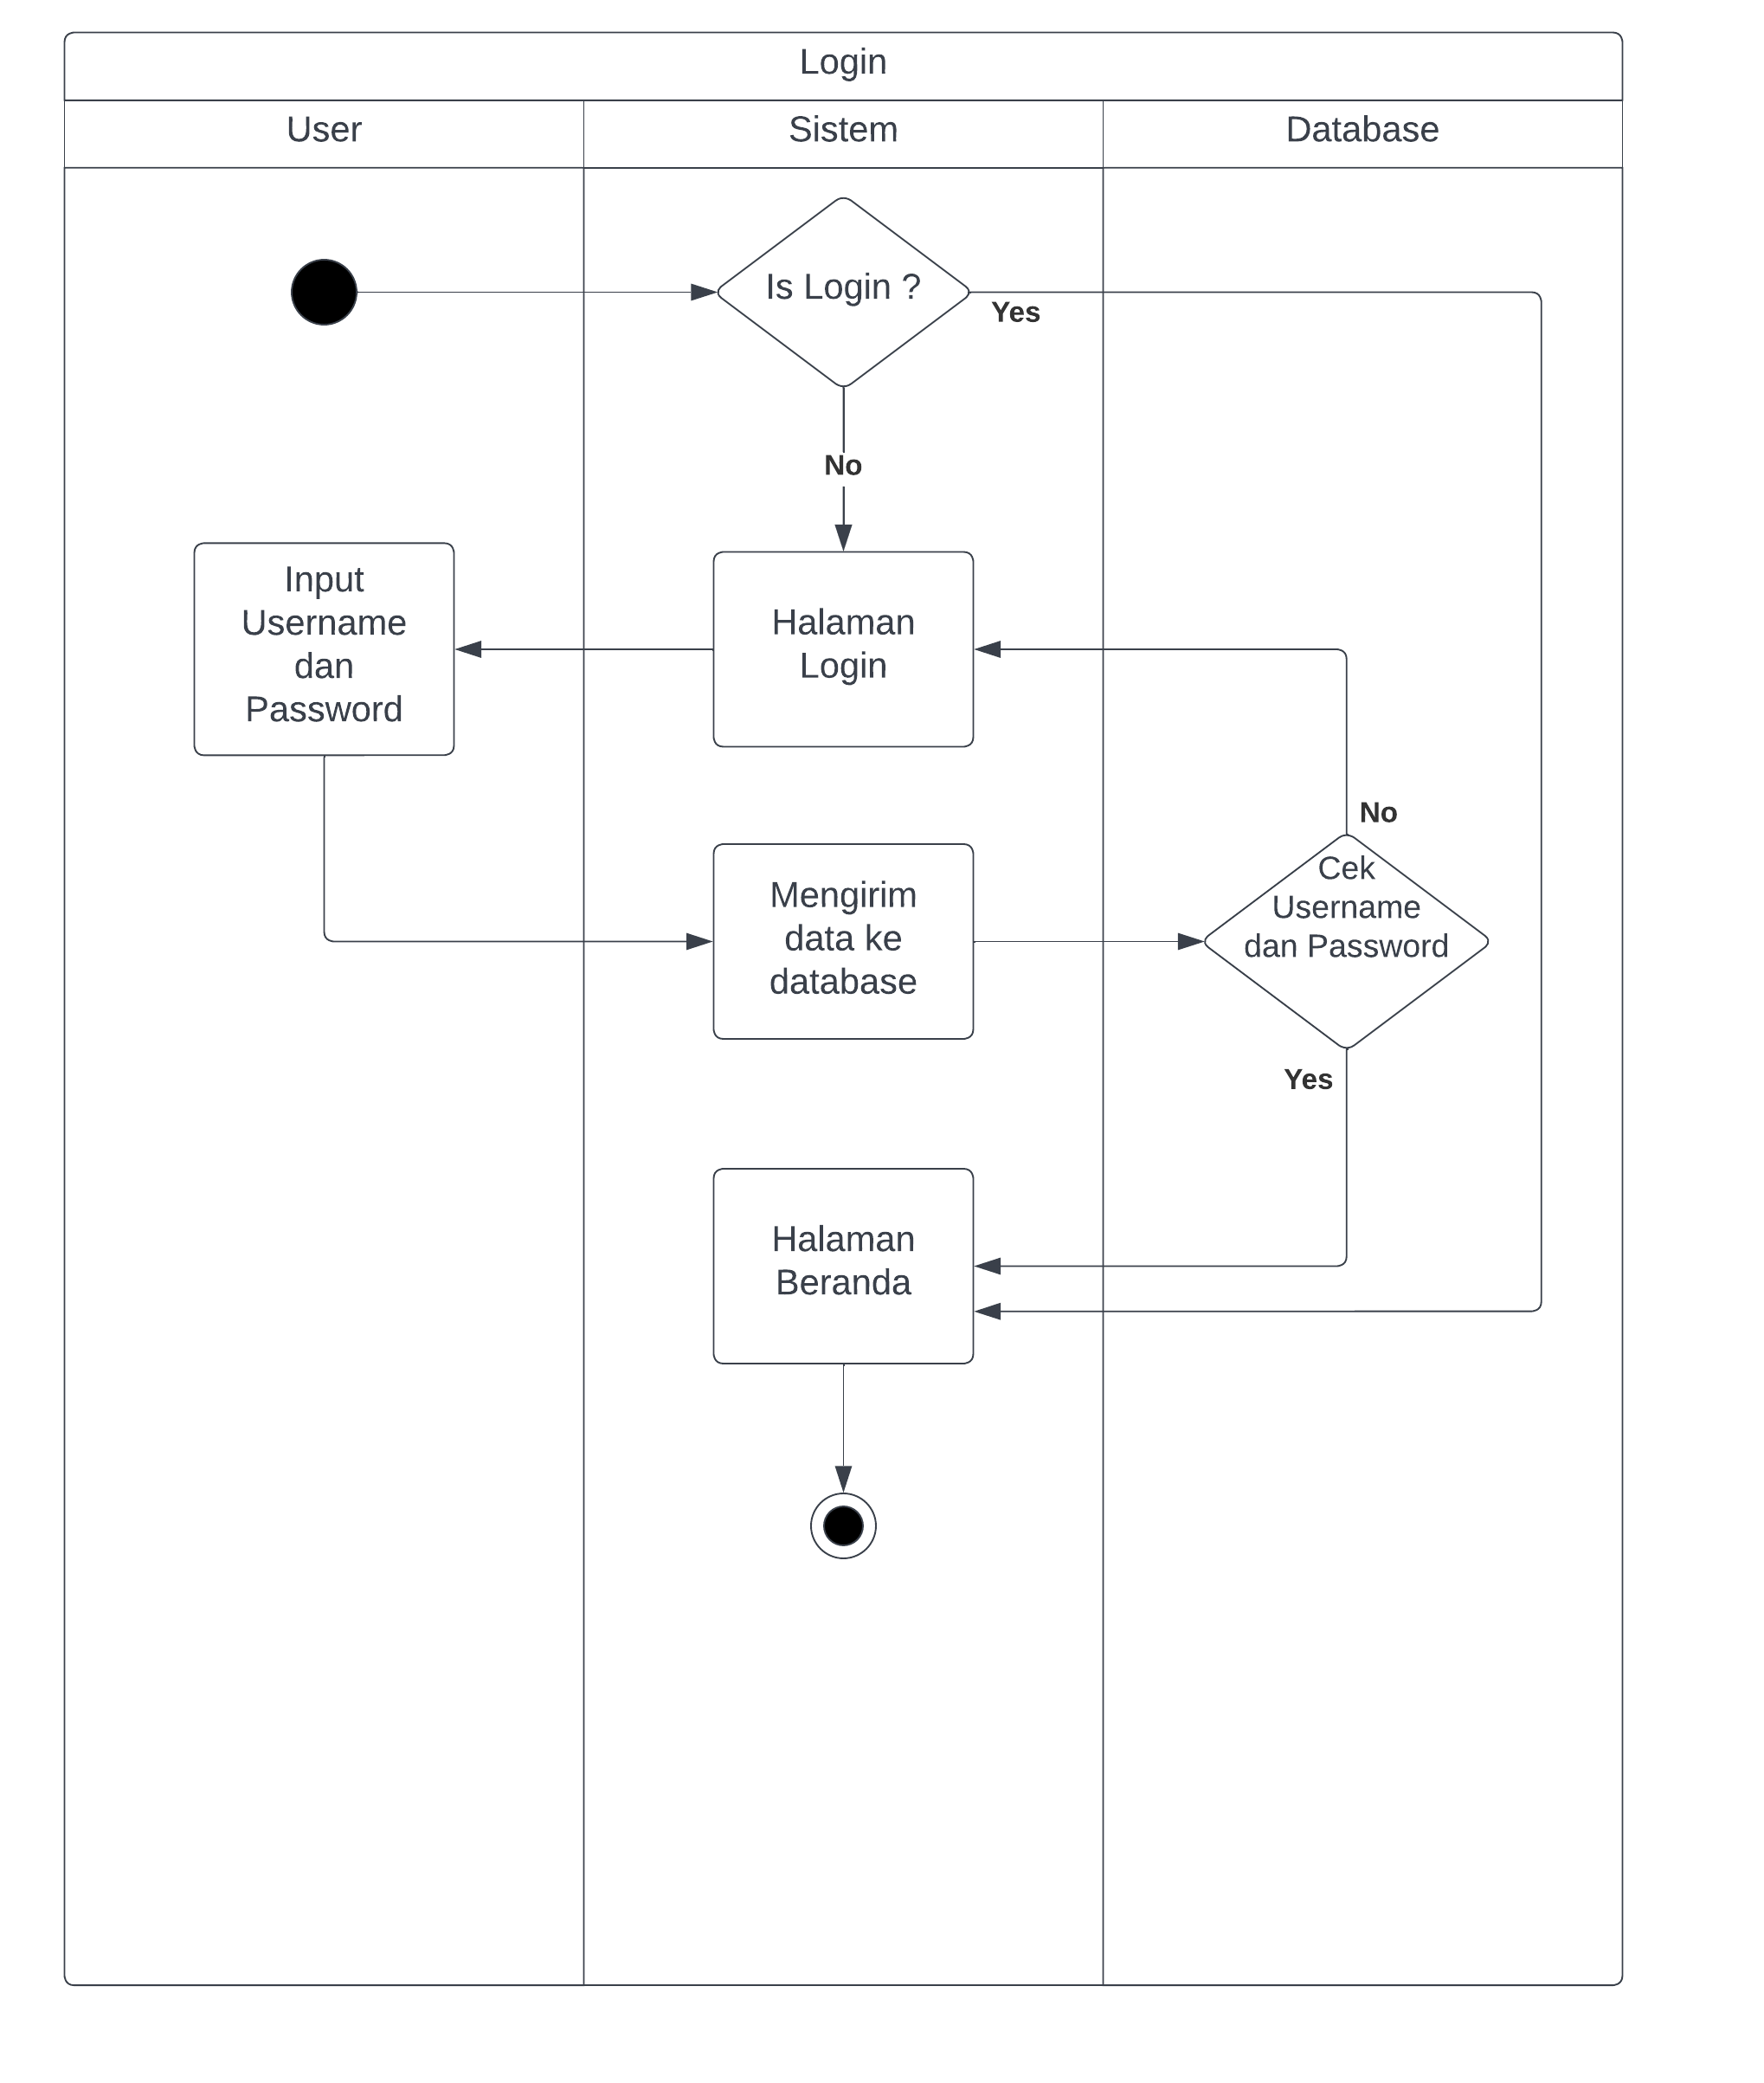 Login
User
Sistem
Database
Is Login ?
Yes
No
Input
Username
dan
Password
Halaman
Login
No
Mengirim
data ke
database
Cek
Username
dan Password
Yes
Halaman
Beranda